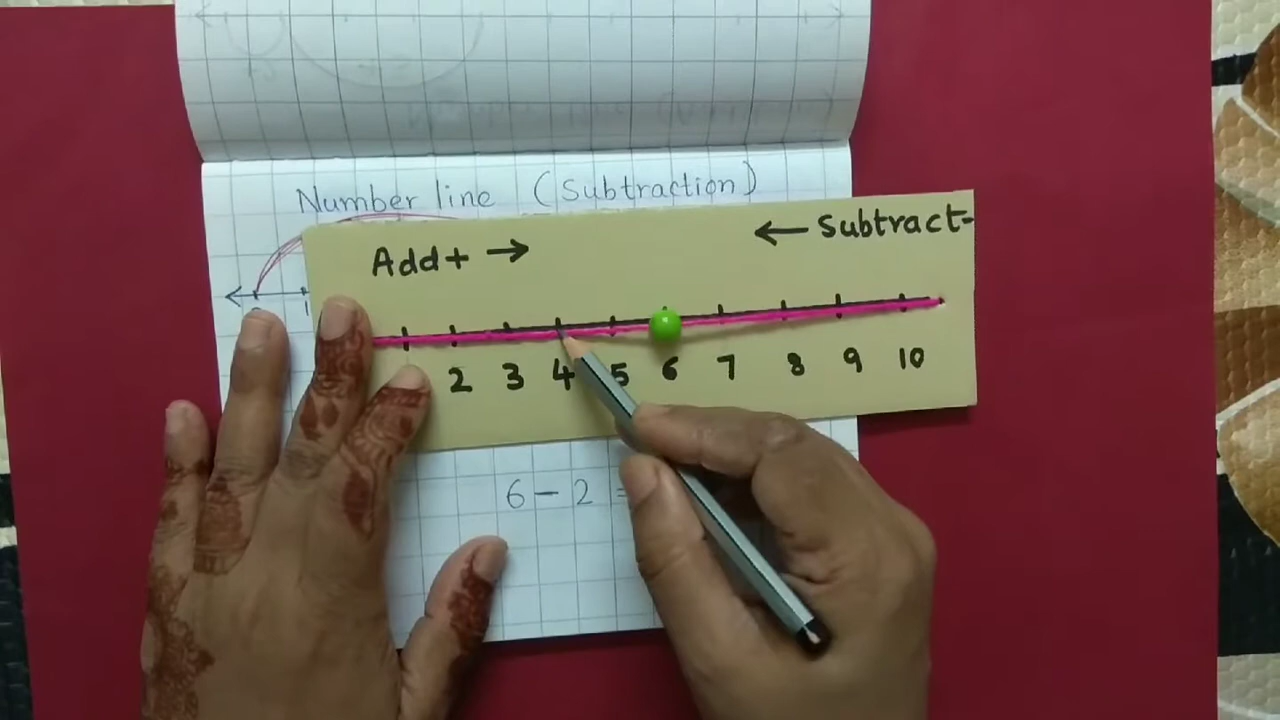 Number line (Subtraction)
Add+ → ← Subtract-
2 3 4 5 6 7 8 9 10
6 - 2 =